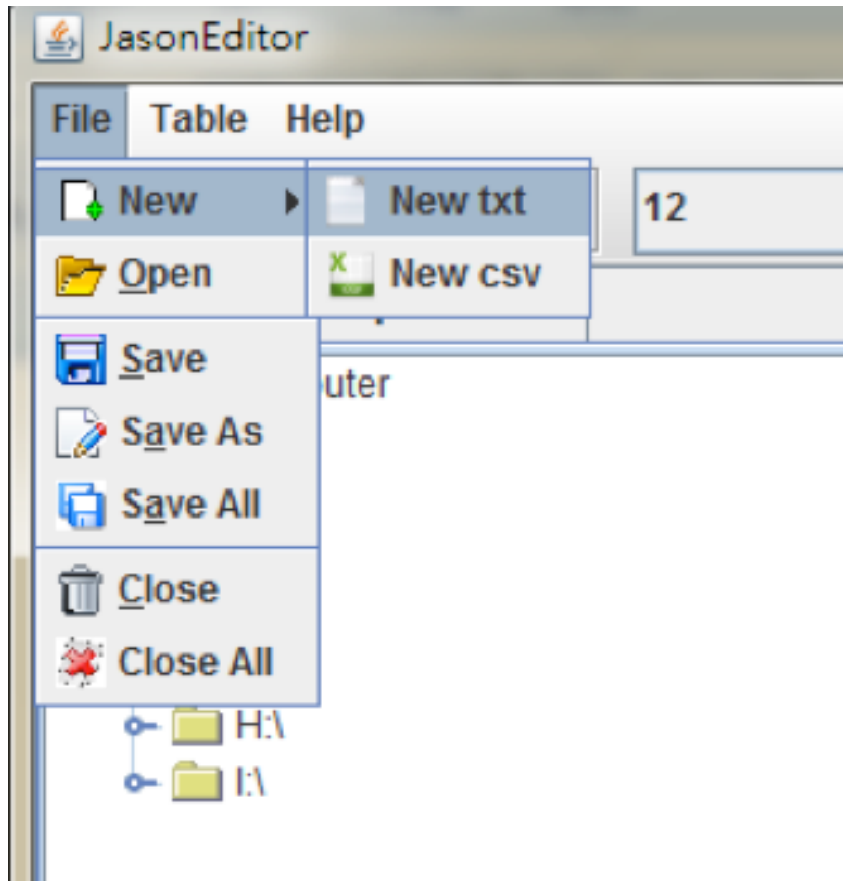 JasonEditor
File Table Help
New New txt 12
Open New csv
Save
uter
Save As
Save All
Close
Close All
H:\
I:\